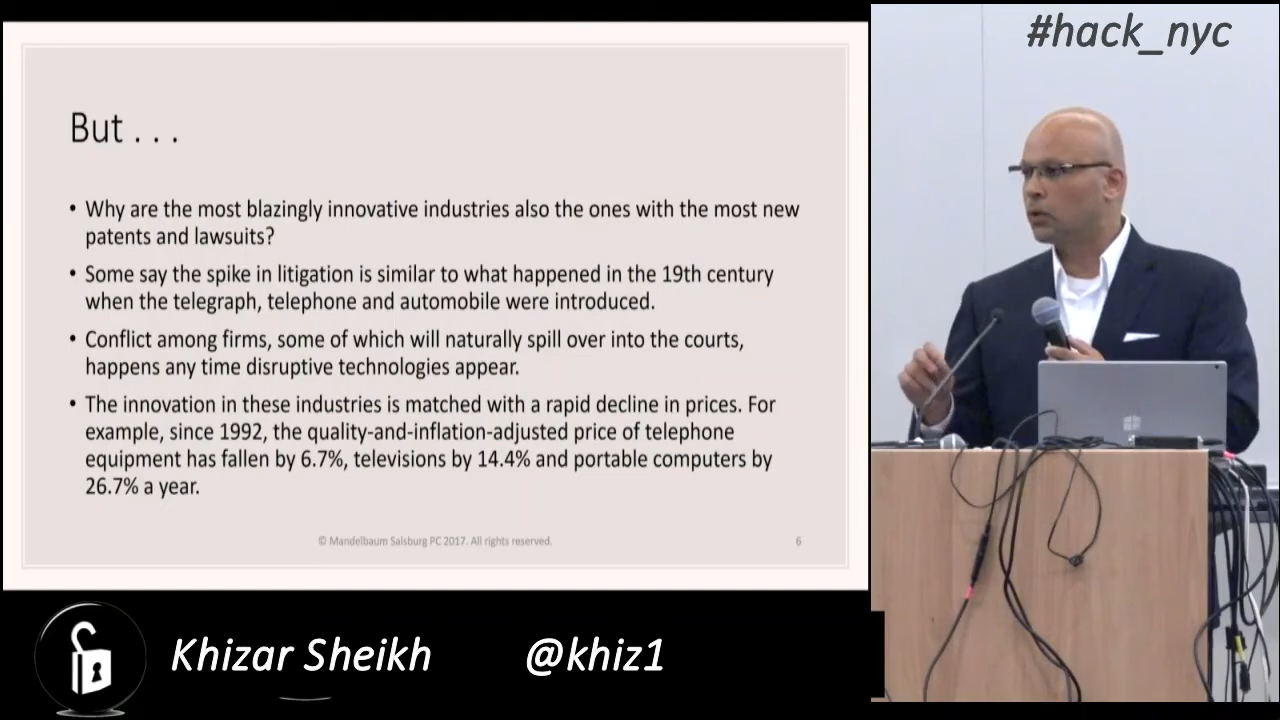 #hack_nyc
But . . .
• Why are the most blazingly innovative industries also the ones with the most new
patents and lawsuits?
• Some say the spike in litigation is similar to what happened in the 19th century
when the telegraph, telephone and automobile were introduced.
• Conflict among firms, some of which will naturally spill over into the courts,
happens any time disruptive technologies appear.
• The innovation in these industries is matched with a rapid decline in prices. For
example, since 1992, the quality-and-inflation-adjusted price of telephone
equipment has fallen by 6.7%, televisions by 14.4% and portable computers by
26.7% a year.
© Mandelbaum Salsburg PC 2017. All rights reserved.
6
Khizar Sheikh
@khiz1